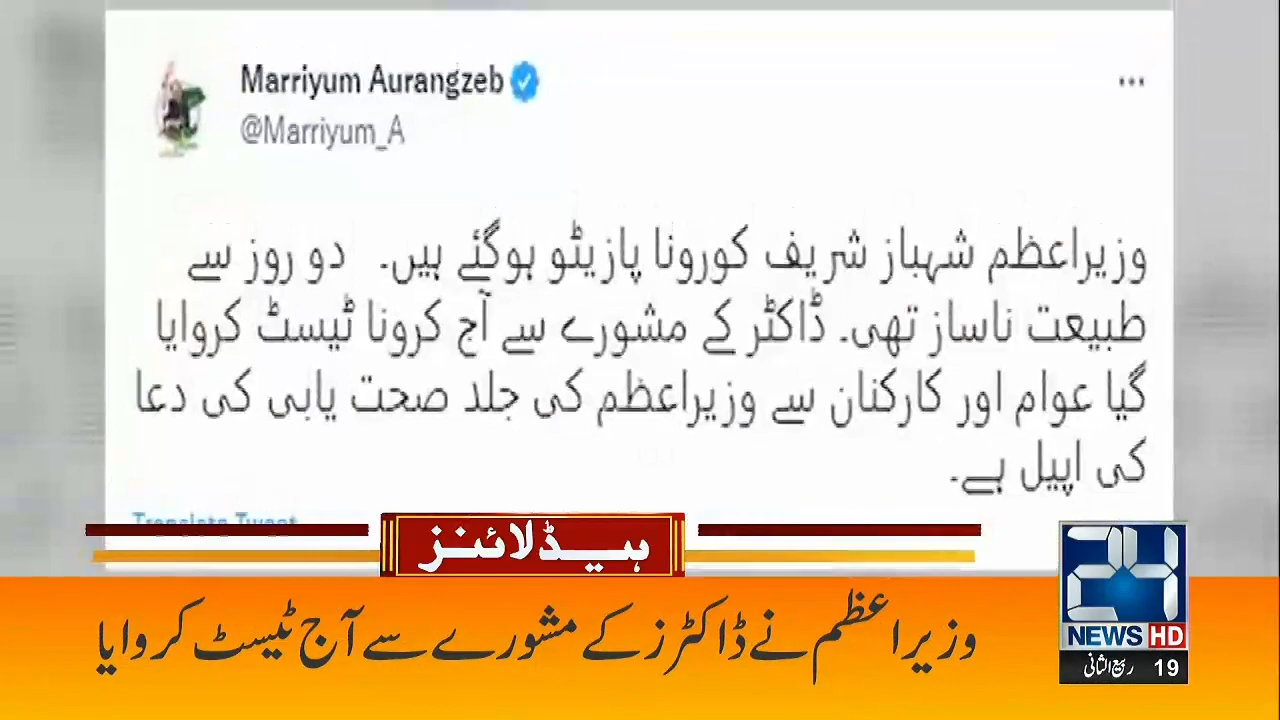 Marriyum Aurangzeb
@Marriyum_A
وزیراعظم شہباز شریف کورونا پازیٹو ہوگئے ہیں۔ دو روز سے
طبیعت ناساز تھی۔ ڈاکٹر کے مشورے سے آج کرونا ٹیسٹ کروایا
گیا عوام اور کارکنان سے وزیراعظم کی جلد صحت یابی کی دعا
کی اپیل ہے۔
Translate Tweet
ہیڈلائنز
وزیراعظم نے ڈاکٹرز کے مشورے سے آج ٹیسٹ کروایا
24
NEWS HD
19 ربیع الثانی